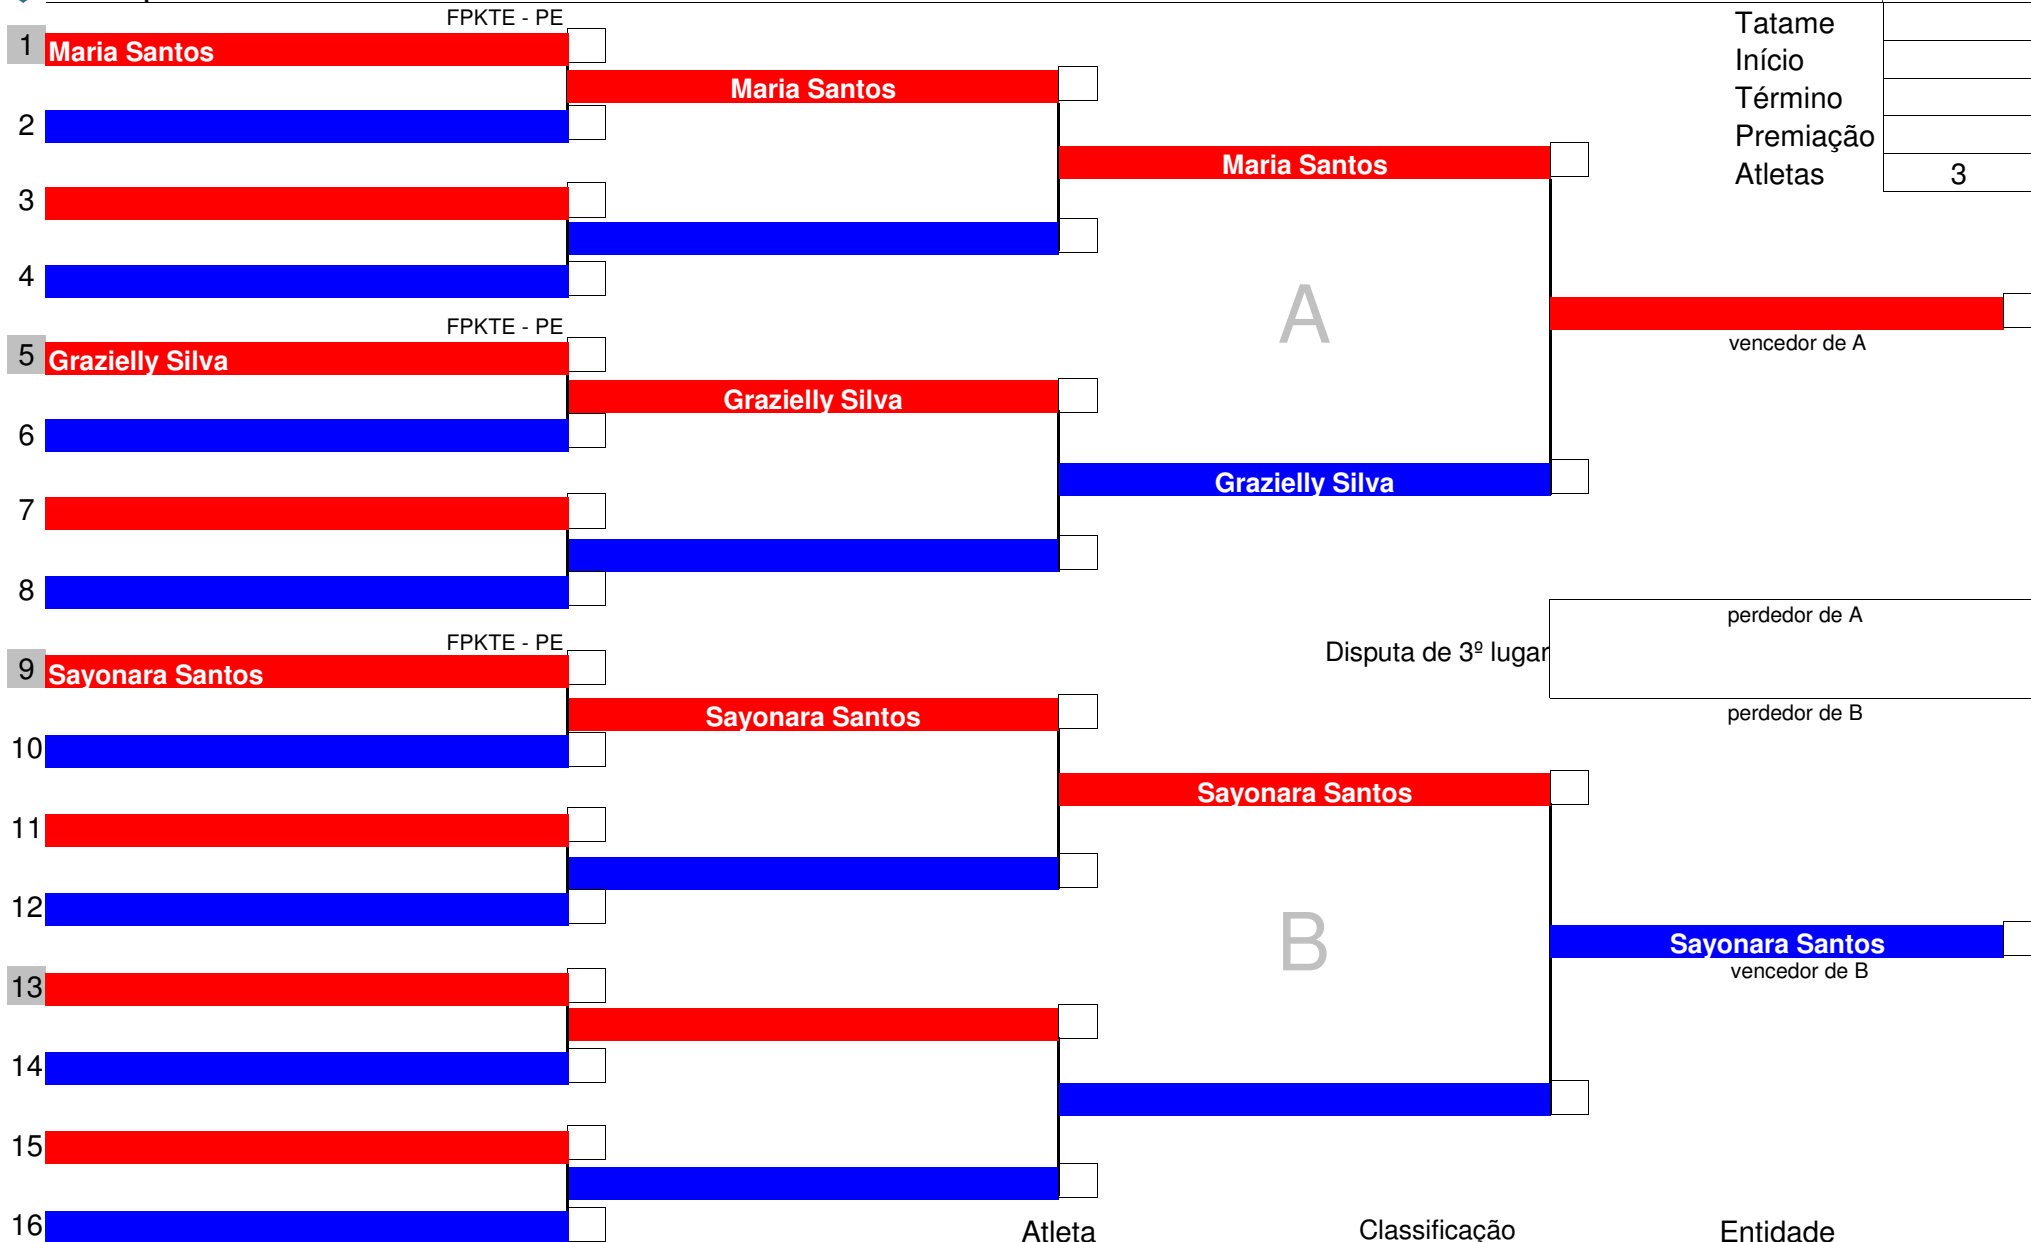 FPKTE - PE
Tatame
1 Maria Santos
Início
Maria Santos
Término
2
Premiação
Maria Santos
Atletas 3
3
4
A
FPKTE - PE
vencedor de A
5 Grazielly Silva
Grazielly Silva
6
Grazielly Silva
7
8
perdedor de A
FPKTE - PE
Disputa de 3º lugar
9 Sayonara Santos
perdedor de B
Sayonara Santos
10
Sayonara Santos
11
12
B
Sayonara Santos
vencedor de B
13
14
15
16
Atleta Classificação Entidade